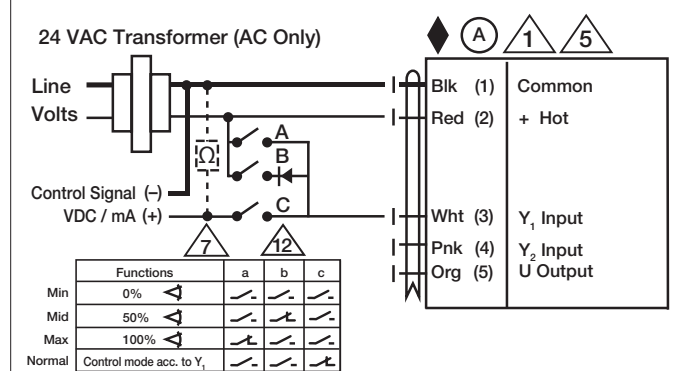 24 VAC Transformer (AC Only)
A 1 5
Line
Volts
Blk (1) Common
Red (2) + Hot
A
B
C
Ω
Control Signal (–)
VDC / mA (+)
Wht (3) Y₁ Input
Pnk (4) Y₂ Input
Org (5) U Output
7 12
Functions a b c
Min 0%
Mid 50%
Max 100%
Normal Control mode acc. to Y₁